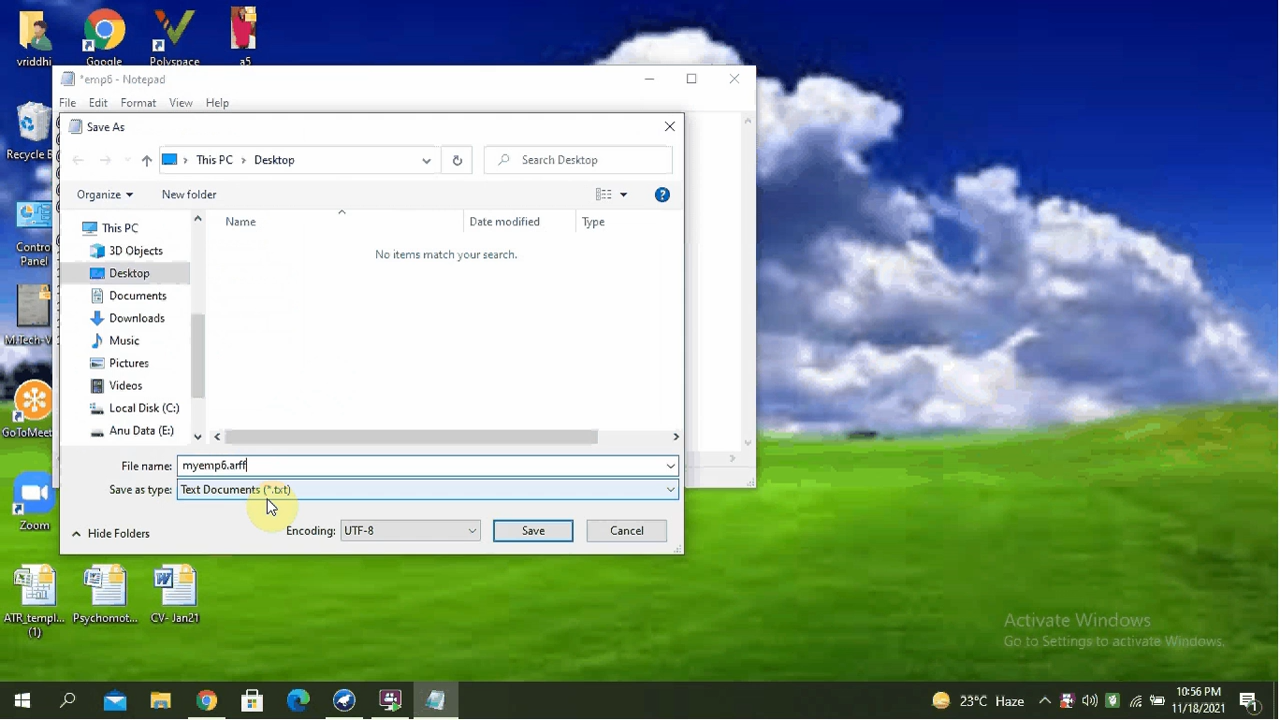 vriddhi
Google
Polyspace
a5
*emp6 - Notepad
File Edit Format View Help
Save As
This PC > Desktop
Search Desktop
Organize New folder
Name Date modified Type
No items match your search.
This PC
3D Objects
Desktop
Documents
Downloads
Music
Pictures
Videos
Local Disk (C:)
Anu Data (E:)
File name: myemp6.arff
Save as type: Text Documents (*.txt)
Hide Folders
Encoding: UTF-8
Save Cancel
Recycle B
Contro
Panel
M.Tech-V
GoToMeet
Zoom
ATR_templ...
(1)
Psychomot...
CV- Jan21
Activate Windows
Go to Settings to activate Windows.
23°C Haze
10:56 PM
11/18/2021
1